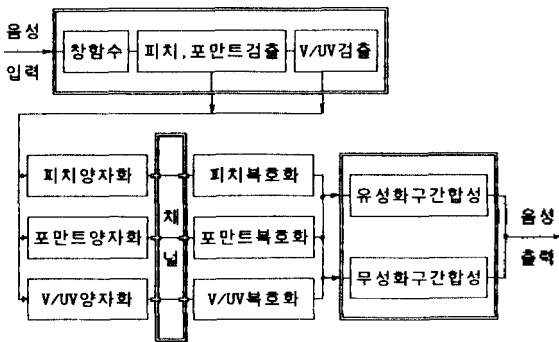 음성
입력
창함수
피치,포만트검출
V/UV검출
피치양자화
포만트양자화
V/UV양자화
채
널
피치복호화
포만트복호화
V/UV복호화
유성화구간합성
무성화구간합성
음성
출력